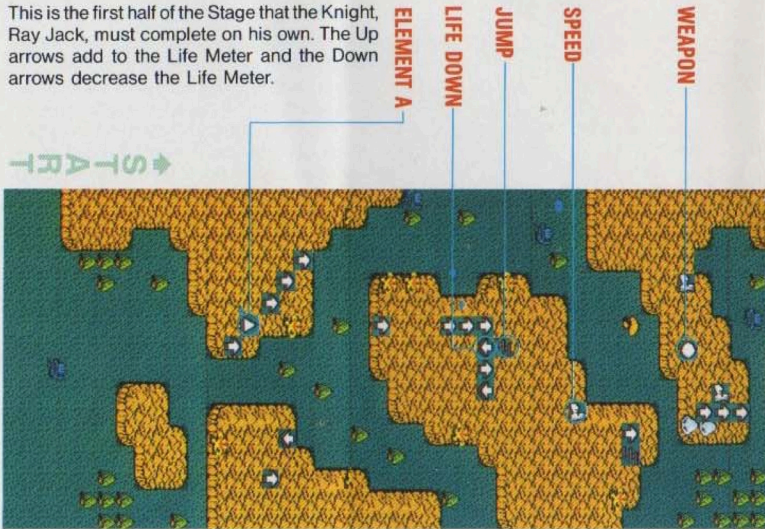 This is the first half of the Stage that the Knight,
Ray Jack, must complete on his own. The Up
arrows add to the Life Meter and the Down
arrows decrease the Life Meter.
ELEMENT A
LIFE DOWN
JUMP
SPEED
WEAPON
START